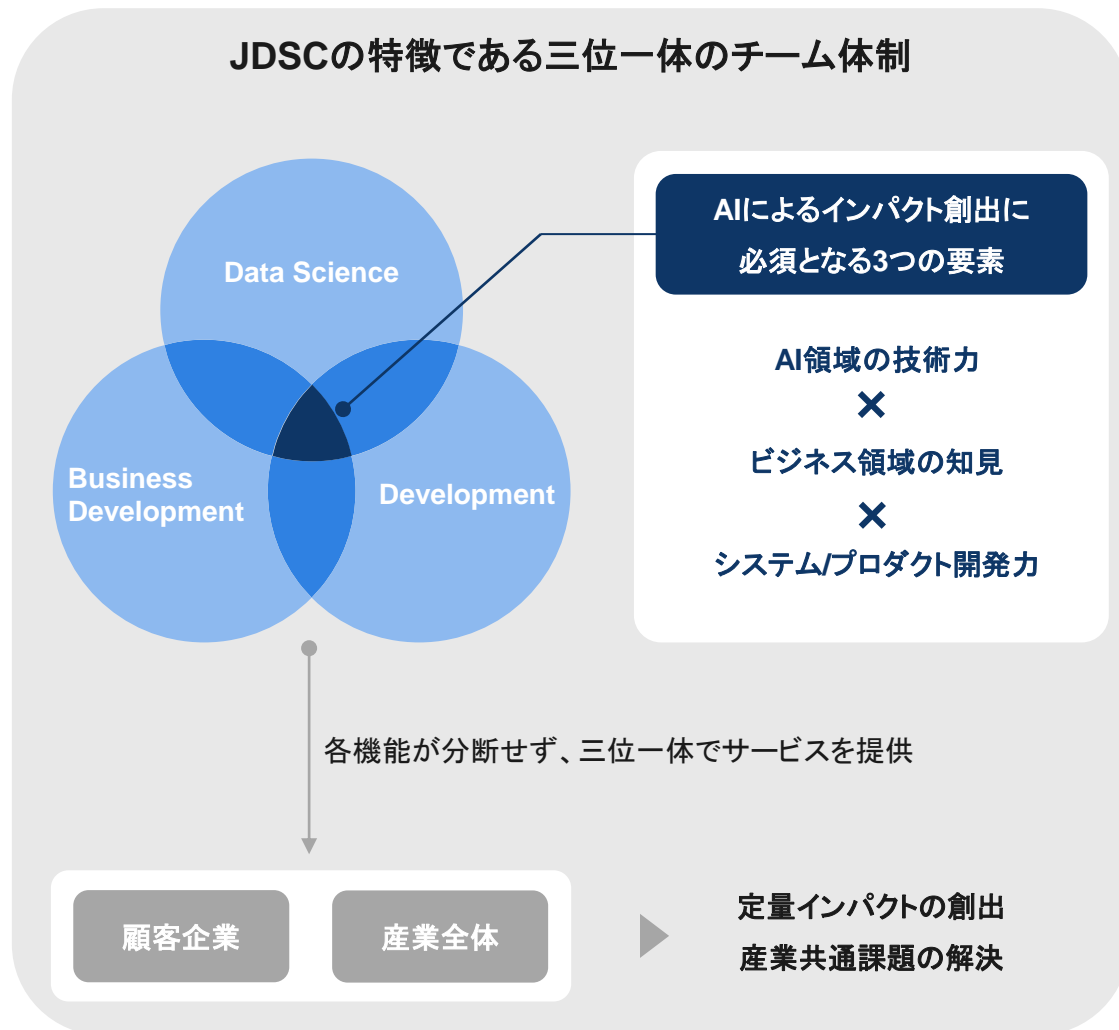 JDSCの特徴である三位一体のチーム体制
Data Science
Business
Development
Development
AIによるインパクト創出に
必須となる3つの要素
AI領域の技術力
×
ビジネス領域の知見
×
システム/プロダクト開発力
各機能が分断せず、三位一体でサービスを提供
顧客企業
産業全体
定量インパクトの創出
産業共通課題の解決